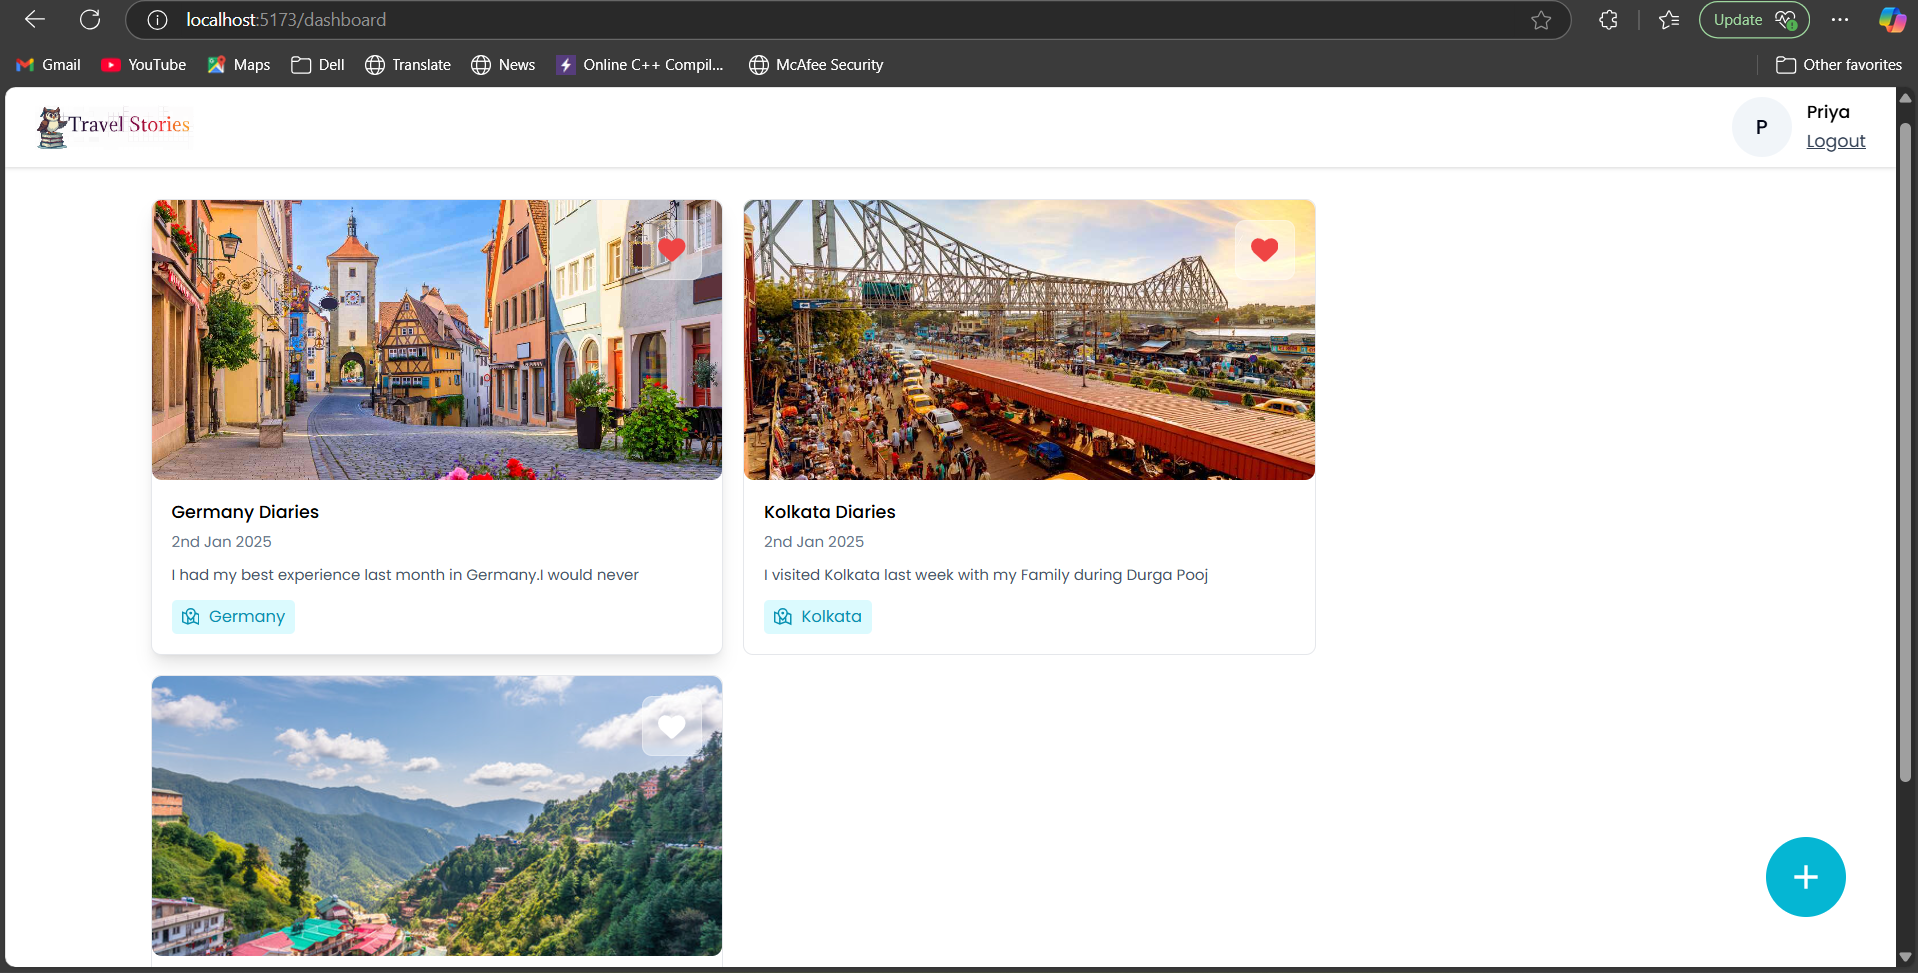 localhost:5173/dashboard
Update
Gmail
YouTube
Maps
Dell
Translate
News
Online C++ Compil...
McAfee Security
Other favorites
Travel Stories
P
Priya
Logout
Germany Diaries
2nd Jan 2025
I had my best experience last month in Germany.I would never
Germany
Kolkata Diaries
2nd Jan 2025
I visited Kolkata last week with my Family during Durga Pooj
Kolkata